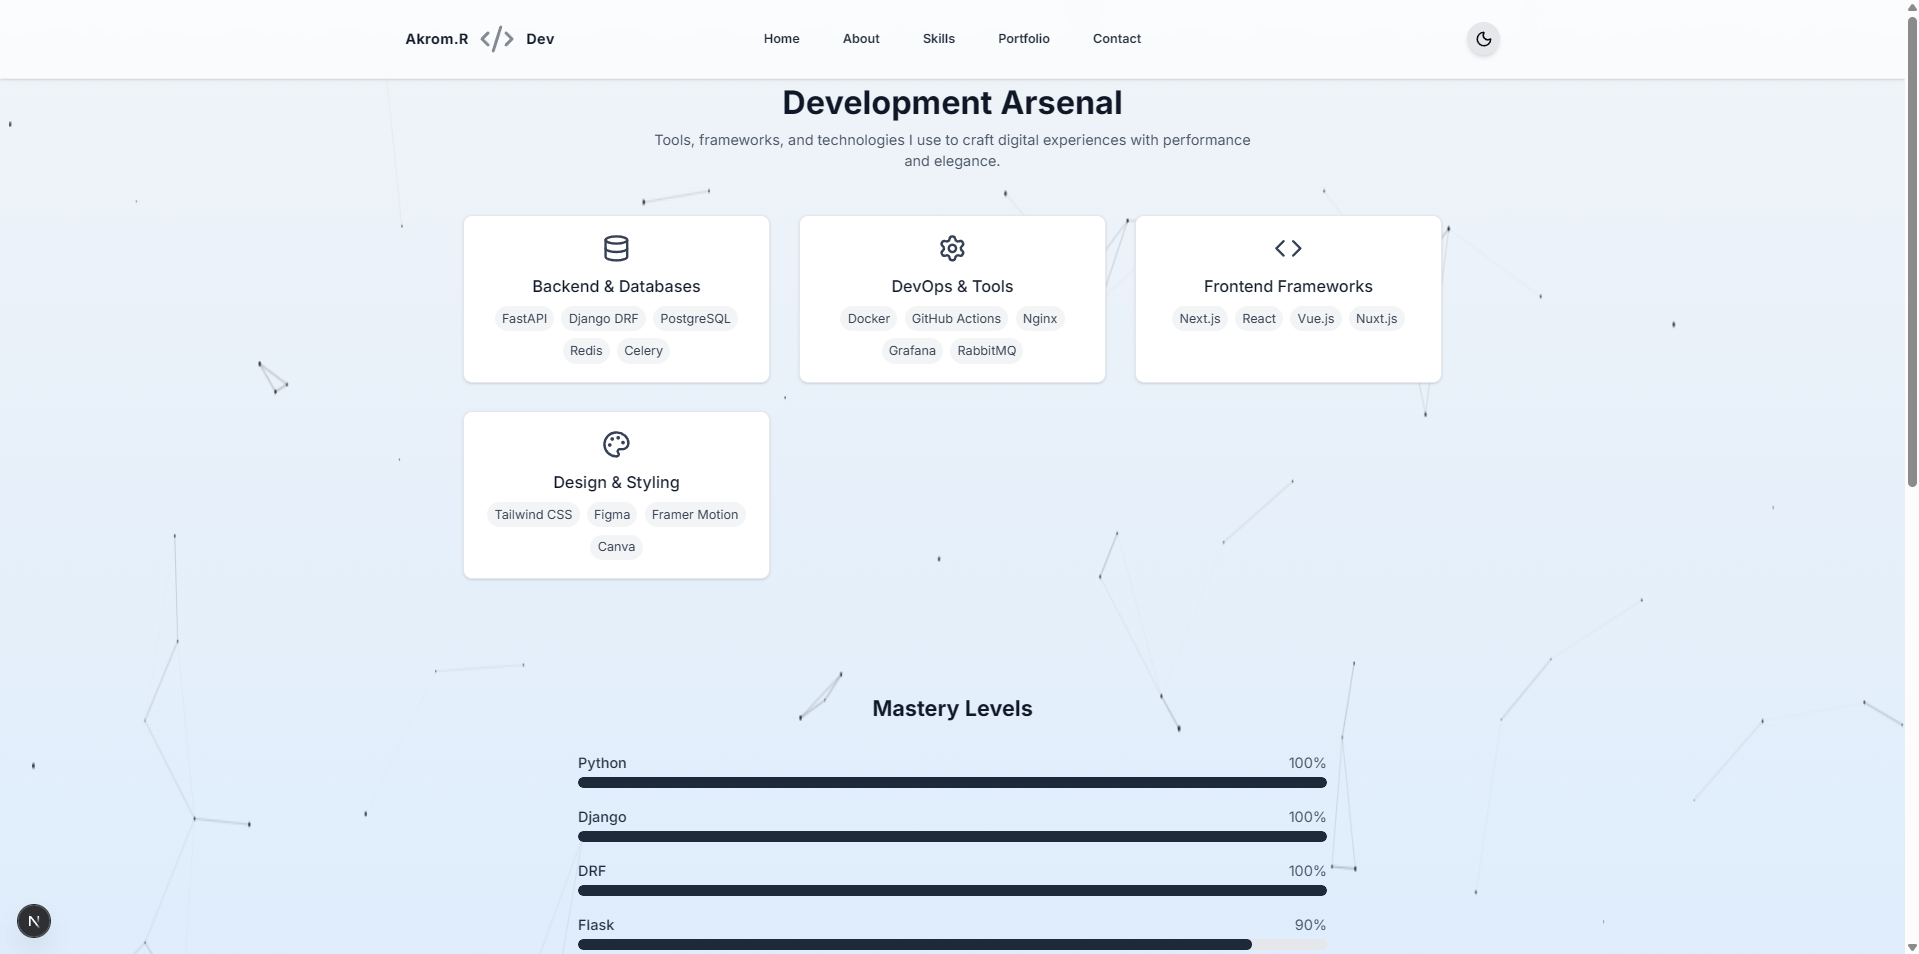 Akrom.R </> Dev
Home About Skills Portfolio Contact
Development Arsenal
Tools, frameworks, and technologies I use to craft digital experiences with performance
and elegance.
Backend & Databases
FastAPI Django DRF PostgreSQL
Redis Celery
DevOps & Tools
Docker GitHub Actions Nginx
Grafana RabbitMQ
Frontend Frameworks
Next.js React Vue.js Nuxt.js
Design & Styling
Tailwind CSS Figma Framer Motion
Canva
Mastery Levels
Python 100%
Django 100%
DRF 100%
Flask 90%
N